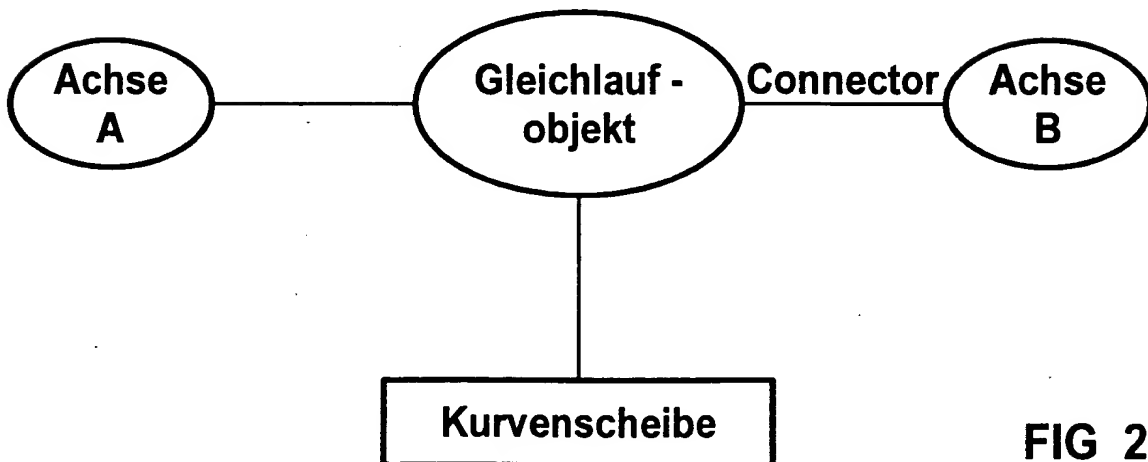 Achse
A
Gleichlauf -
objekt
Connector
Achse
B
Kurvenscheibe
FIG 2